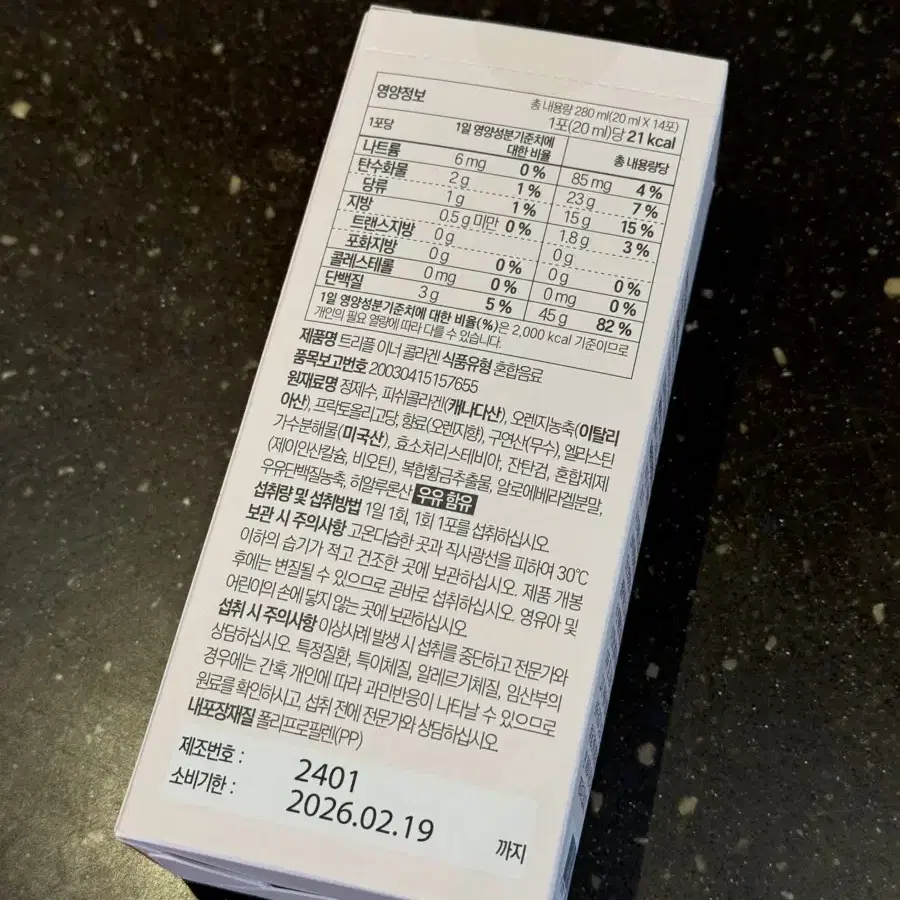 영양정보
총 내용량 280 ml(20 ml X 14포)
1포(20 ml)당 21 kcal
1포당 1일 영양성분기준치에 대한 비율 총 내용량당
나트륨 6 mg 0 % 85 mg 4 %
탄수화물 2 g 1 % 23 g 7 %
당류 1 g 1 % 15 g 15 %
지방 0.5 g 미만 0 % 1.8 g 3 %
트랜스지방 0 g 0 g
포화지방 0 g 0 % 0 g 0 %
콜레스테롤 0 mg 0 % 0 mg 0 %
단백질 3 g 5 % 45 g 82 %
1일 영양성분기준치에 대한 비율(%)은 2,000 kcal 기준이므로
개인의 필요 열량에 따라 다를 수 있습니다.
제품명 트리플 이너 콜라겐 식품유형 혼합음료
품목보고번호 20030415157655
원재료명 정제수, 피쉬콜라겐(캐나다산), 오렌지농축(이탈리
아산), 프락토올리고당, 향료(오렌지향), 구연산(무수), 엘라스틴
가수분해물(미국산), 효소처리스테비아, 잔탄검, 혼합제제
(제이인산칼슘, 비오틴), 복합황금추출물, 알로에베라겔분말,
우유단백질농축, 히알루론산 우유 함유
섭취량 및 섭취방법 1일 1회, 1회 1포를 섭취하십시오
보관 시 주의사항 고온다습한 곳과 직사광선을 피하여 30℃
이하의 습기가 적고 건조한 곳에 보관하십시오. 제품 개봉
후에는 변질될 수 있으므로 곧바로 섭취하십시오. 영유아 및
어린이의 손에 닿지 않는 곳에 보관하십시오
섭취 시 주의사항 이상사례 발생 시 섭취를 중단하고 전문가와
상담하십시오. 특정질환, 특이체질, 알레르기체질, 임산부의
경우에는 간혹 개인에 따라 과민반응이 나타날 수 있으므로
원료를 확인하시고, 섭취 전에 전문가와 상담하십시오.
내포장재질 폴리프로필렌(PP)
제조번호 : 2401
소비기한 : 2026.02.19 까지